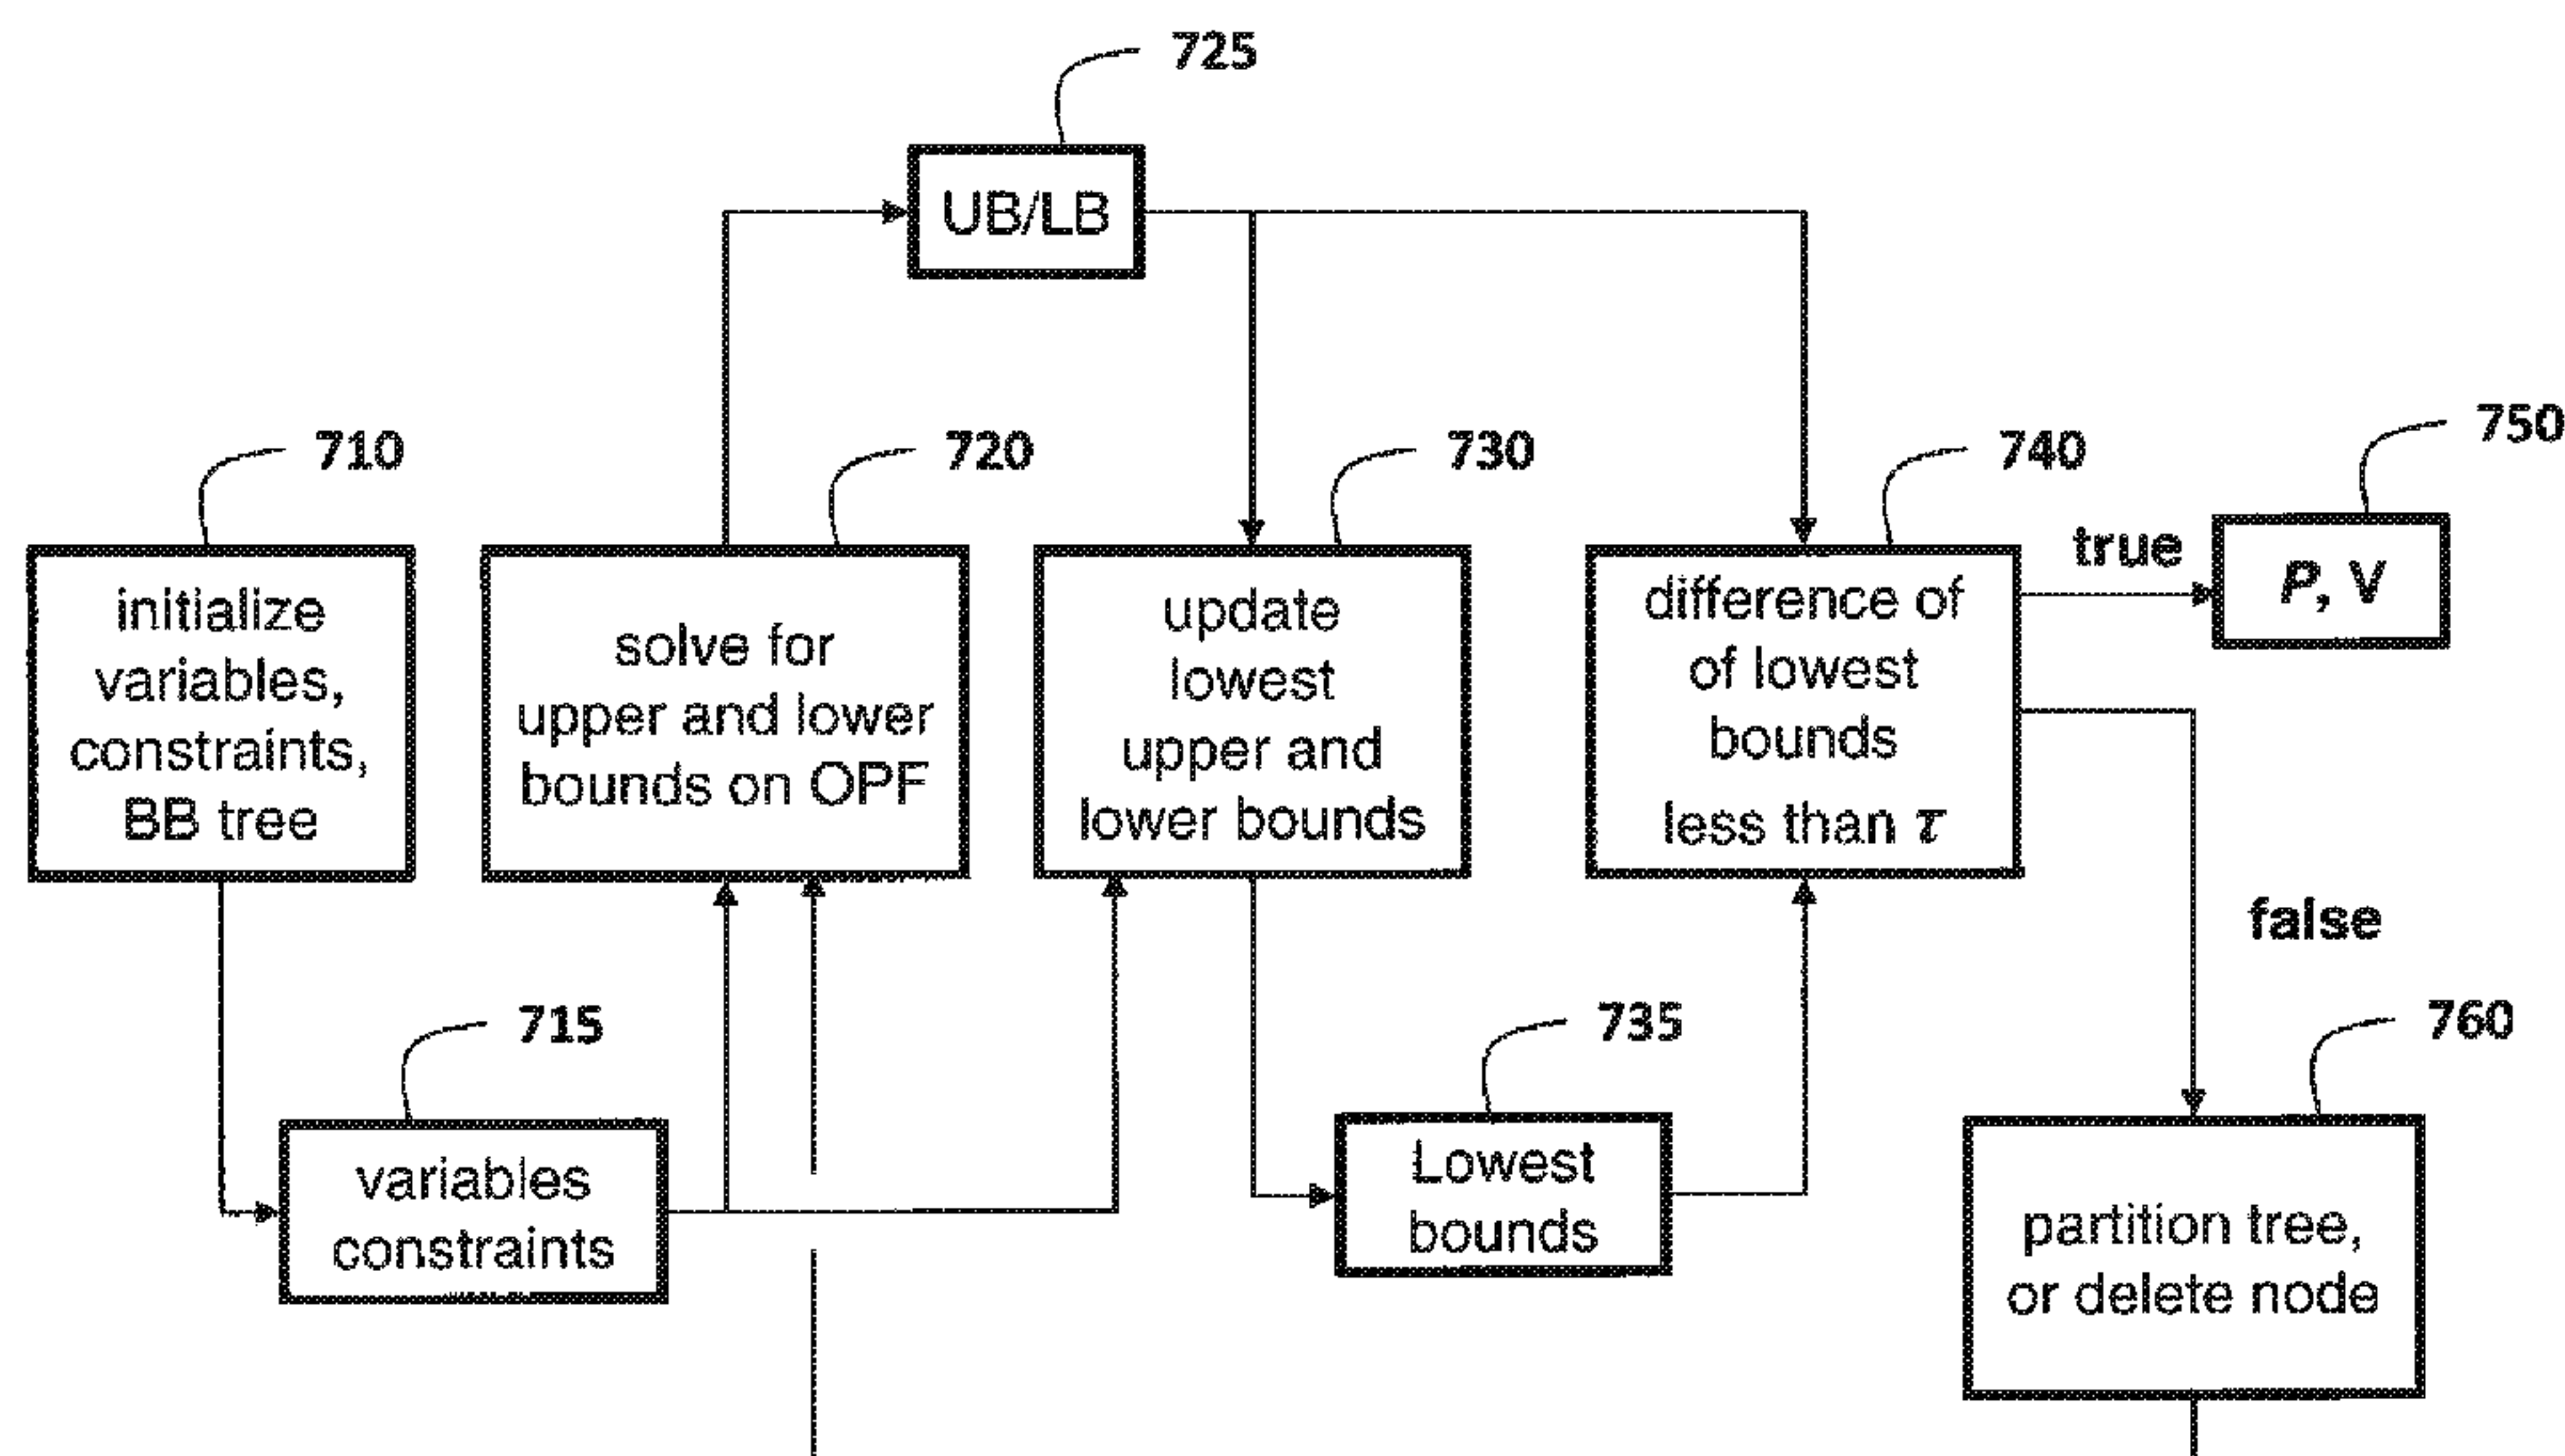 725
UB/LB
710
720
730
740
750
initialize
variables,
constraints,
BB tree
solve for
upper and lower
bounds on OPF
update
lowest
upper and
lower bounds
difference of
of lowest
bounds
less than τ
true
P, V
false
715
variables
constraints
735
Lowest
bounds
760
partition tree,
or delete node